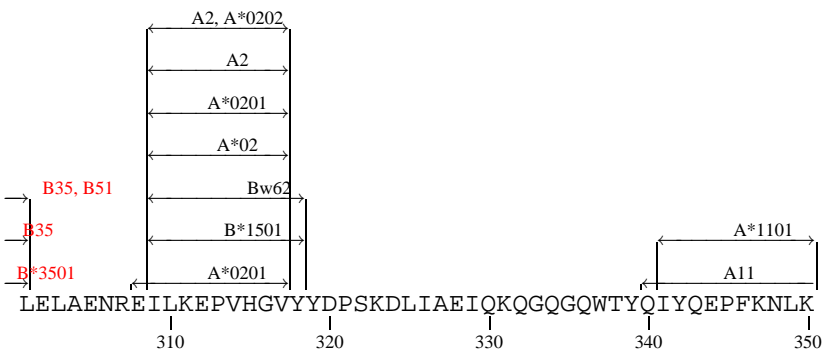 A2, A*0202
A2
A*0201
A*02
B35, B51 Bw62
B35 B*1501 A*1101
B*3501 A*0201 A11
LELAENREILKEPVHGVYYDPSKDLIAEIQKQGQGQWTYQIYQEPFKNLK
310 320 330 340 350